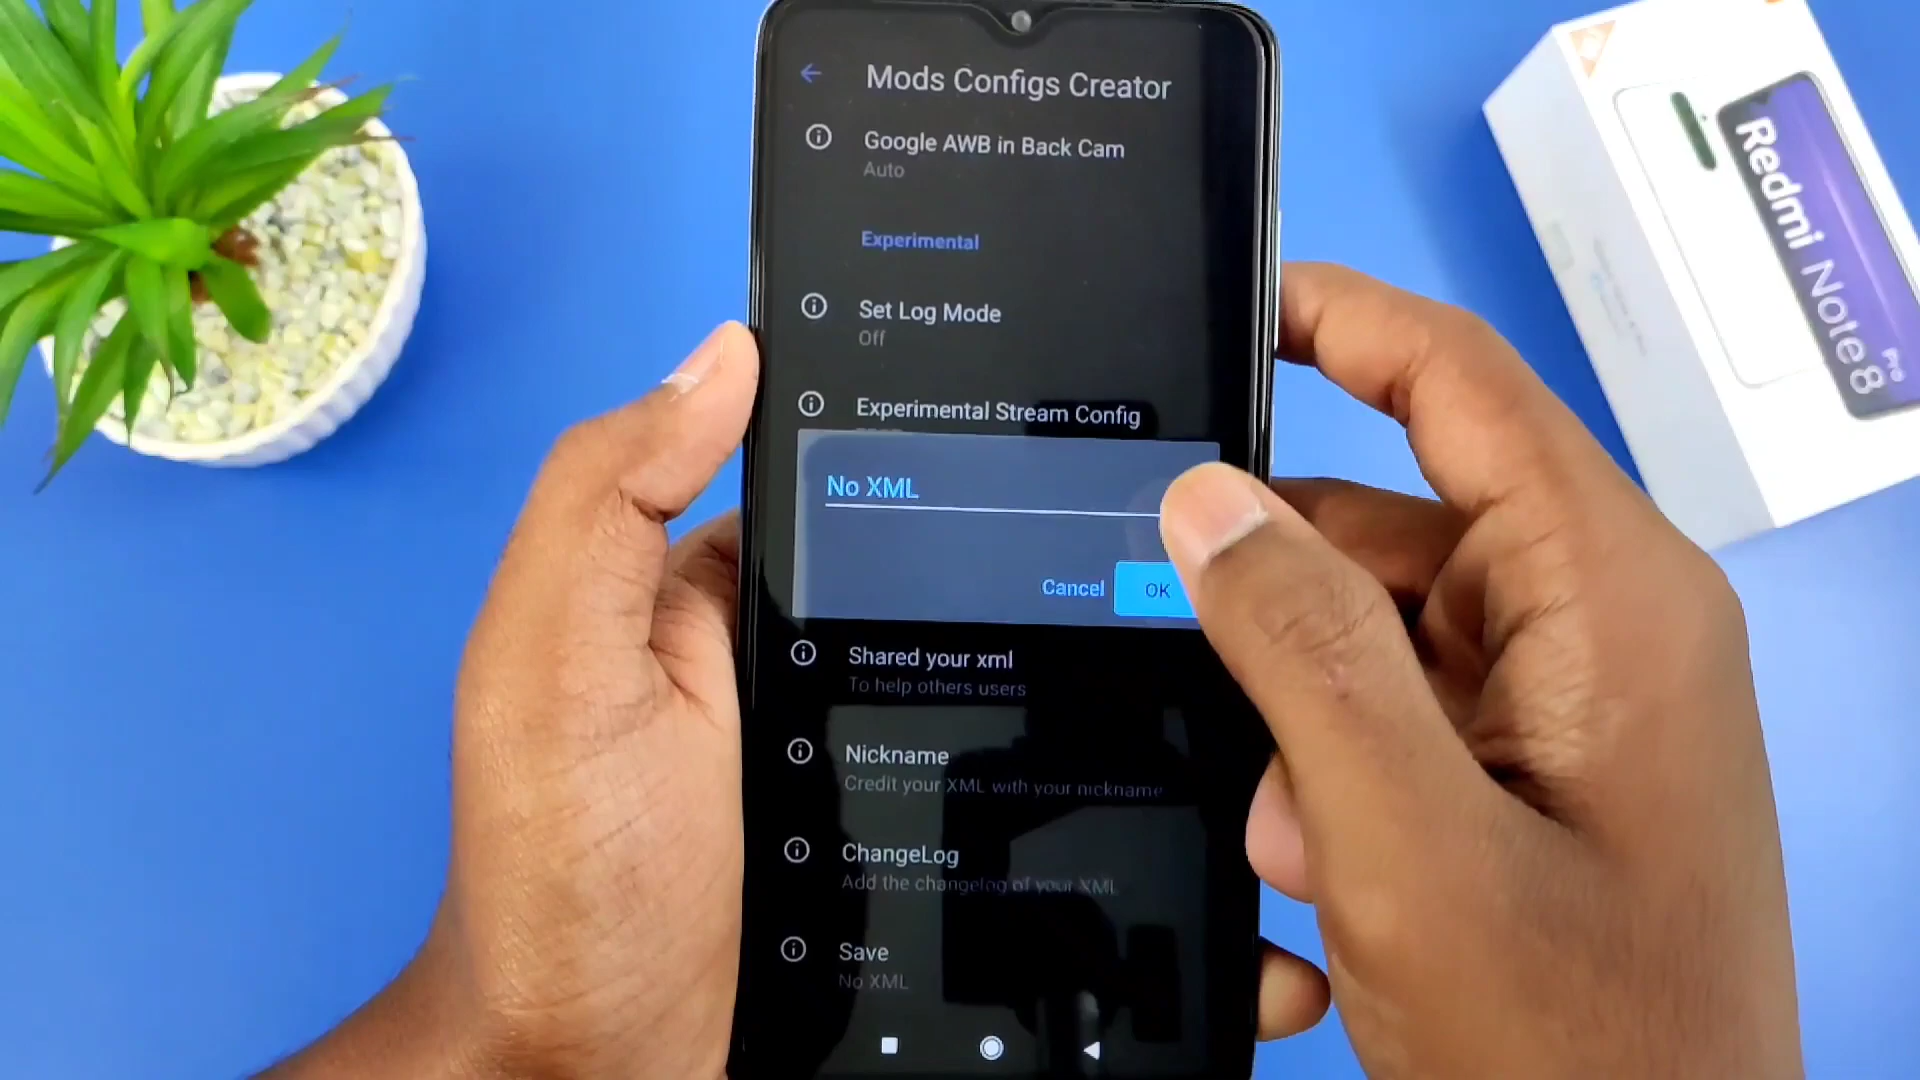 Mods Configs Creator
Google AWB in Back Cam
Auto
Experimental
Set Log Mode
Off
Experimental Stream Config
No XML
Cancel
OK
Shared your xml
To help others users
Nickname
Credit your XML with your nickname
ChangeLog
Add the changelog of your XML
Save
No XML
Redmi Note 8
Pro